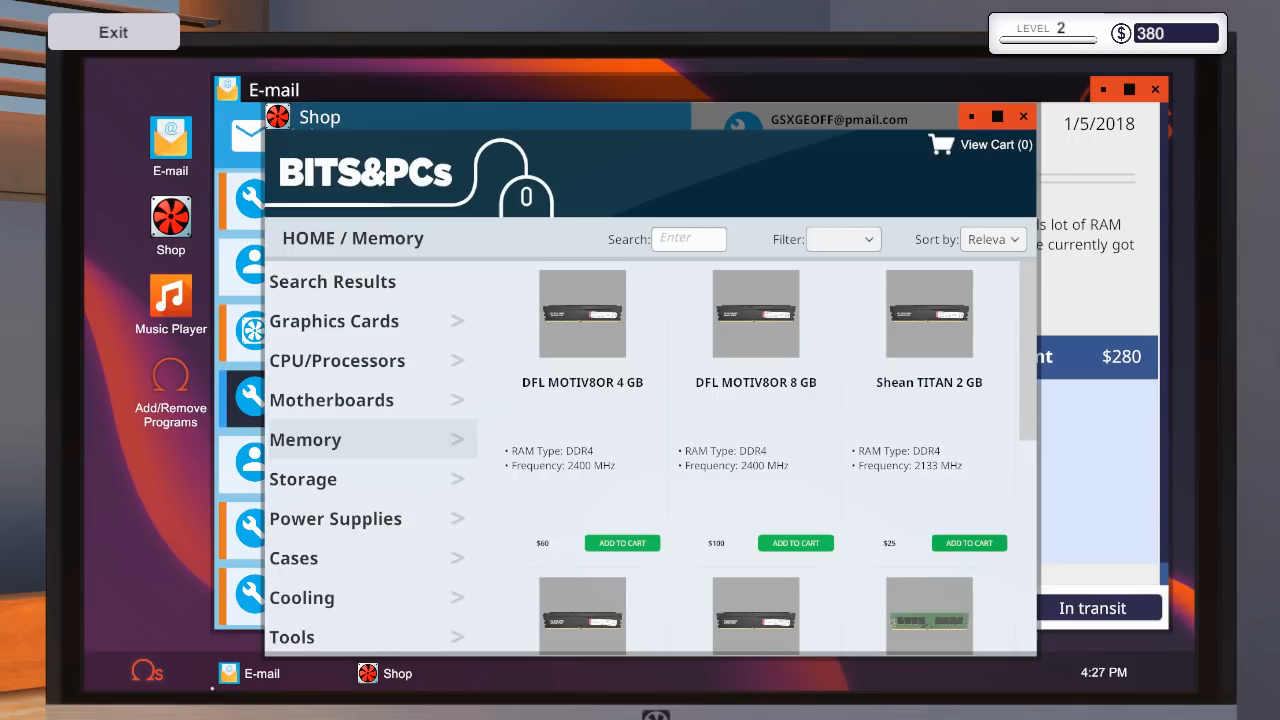 Exit
LEVEL 2
$ 380
E-mail
Shop
GSXGEOFF@pmail.com
1/5/2018
View Cart (0)
BITS&PCs
HOME / Memory
Search: Enter
Filter:
Sort by: Releva
E-mail
Shop
Music Player
Add/Remove
Programs
Search Results
Graphics Cards >
CPU/Processors >
Motherboards >
Memory >
Storage >
Power Supplies >
Cases >
Cooling >
Tools >
DFL MOTIV8OR 4 GB
• RAM Type: DDR4
• Frequency: 2400 MHz
$60
ADD TO CART
DFL MOTIV8OR 8 GB
• RAM Type: DDR4
• Frequency: 2400 MHz
$100
ADD TO CART
Shean TITAN 2 GB
• RAM Type: DDR4
• Frequency: 2133 MHz
$25
ADD TO CART
ds lot of RAM
e currently got
nt $280
In transit
Ωs
E-mail
Shop
4:27 PM